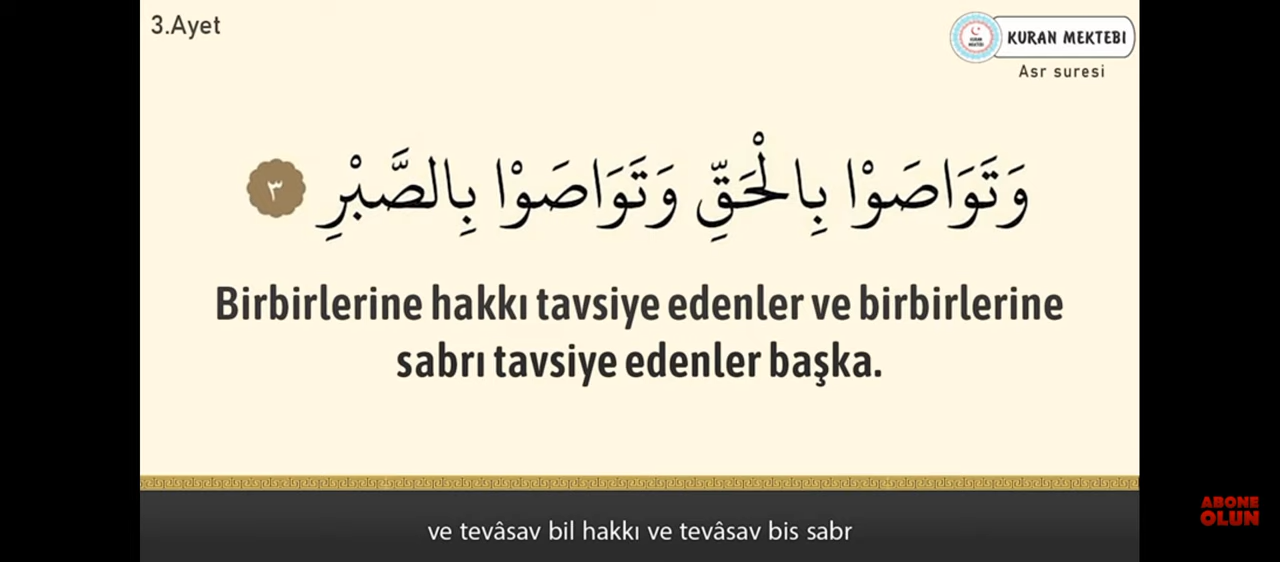 3.Ayet
KURAN MEKTEBI
Asr suresi
وَتَوَاصَوْا بِالْحَقِّ وَتَوَاصَوْا بِالصَّبْرِ ٣
Birbirlerine hakkı tavsiye edenler ve birbirlerine
sabrı tavsiye edenler başka.
ve tevâsav bil hakkı ve tevâsav bis sabr
ABONE
OLUN